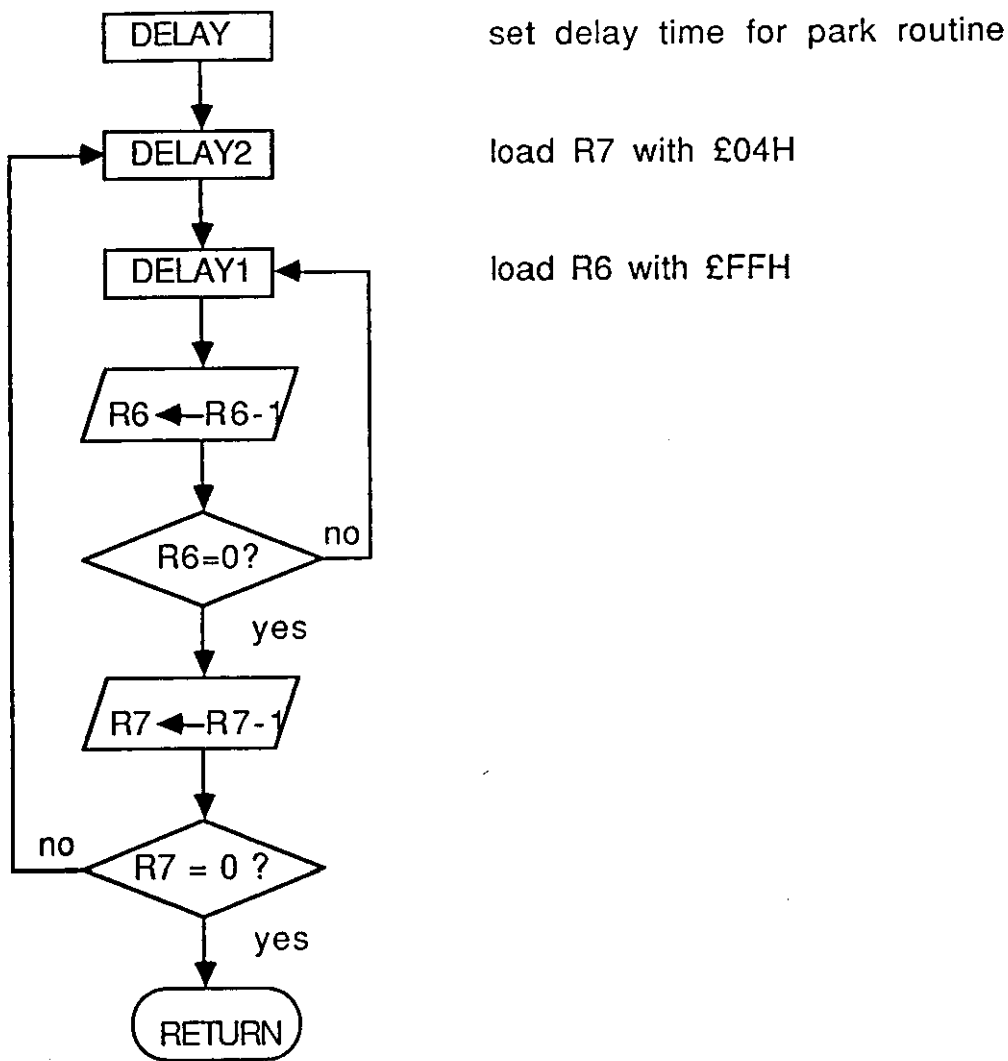 DELAY set delay time for park routine
DELAY2 load R7 with £04H
DELAY1 load R6 with £FFH
R6 ← R6-1
R6=0? no
yes
R7 ← R7-1
no R7 = 0 ?
yes
RETURN